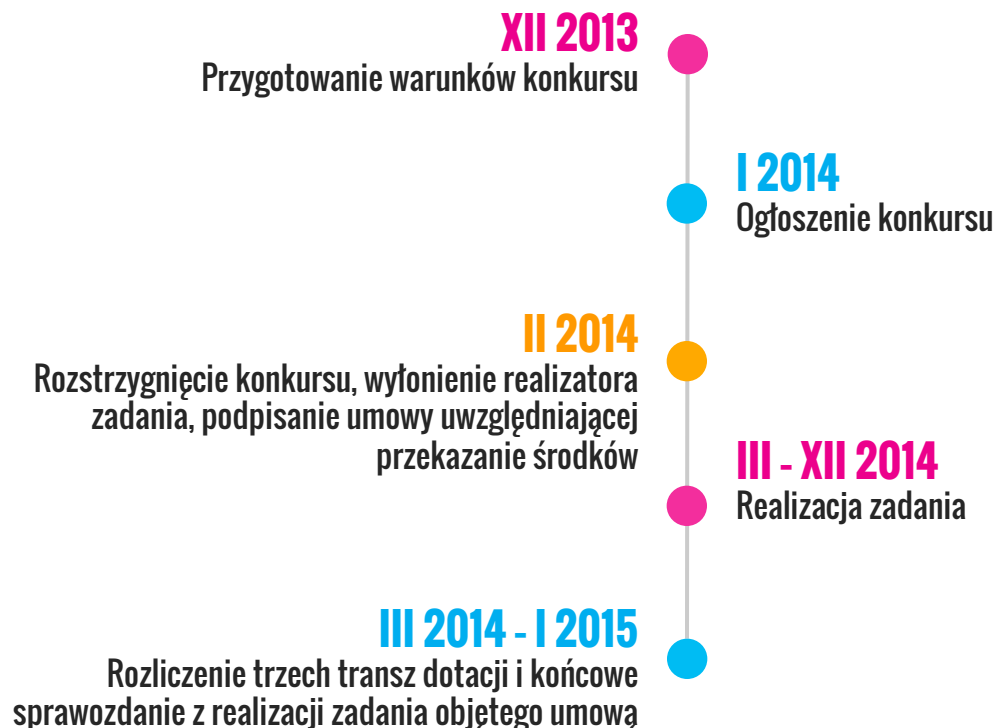 XII 2013
Przygotowanie warunków konkursu
I 2014
Ogłoszenie konkursu
II 2014
Rozstrzygnięcie konkursu, wyłonienie realizatora
zadania, podpisanie umowy uwzględniającej
przekazanie środków
III - XII 2014
Realizacja zadania
III 2014 - I 2015
Rozliczenie trzech transz dotacji i końcowe
sprawozdanie z realizacji zadania objętego umową